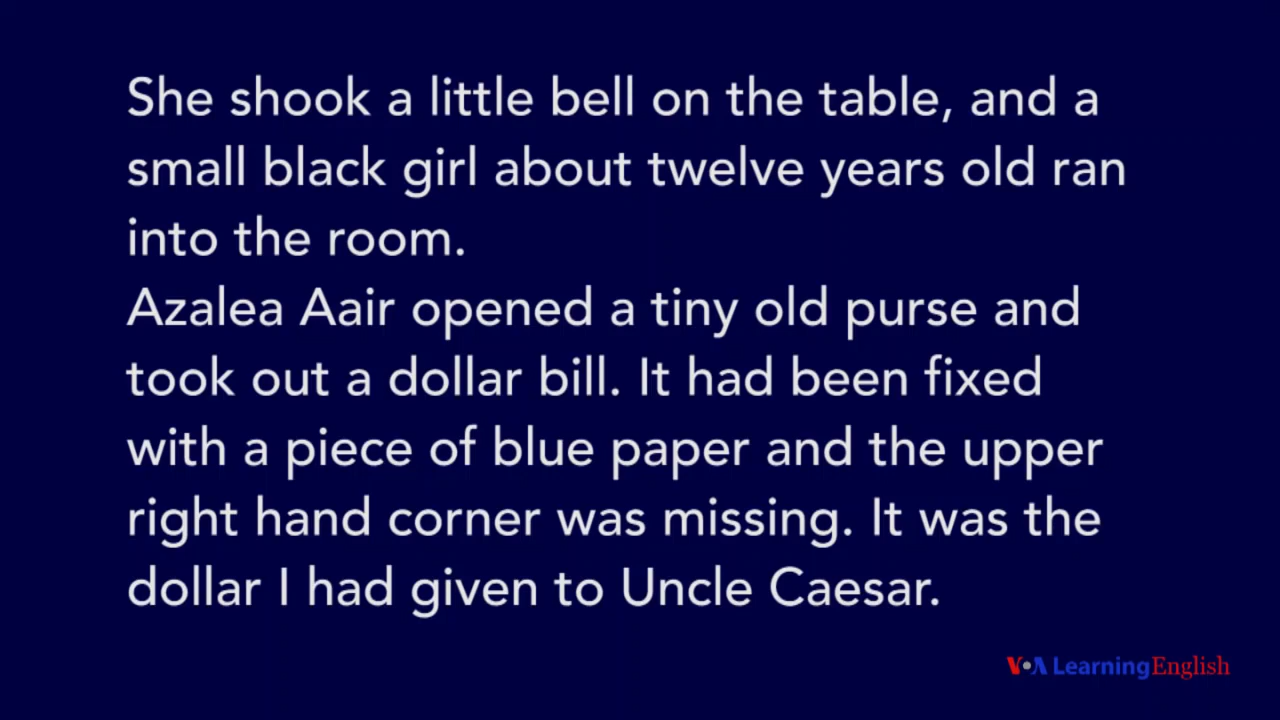 She shook a little bell on the table, and a
small black girl about twelve years old ran
into the room.
Azalea Aair opened a tiny old purse and
took out a dollar bill. It had been fixed
with a piece of blue paper and the upper
right hand corner was missing. It was the
dollar I had given to Uncle Caesar.
VOA Learning English